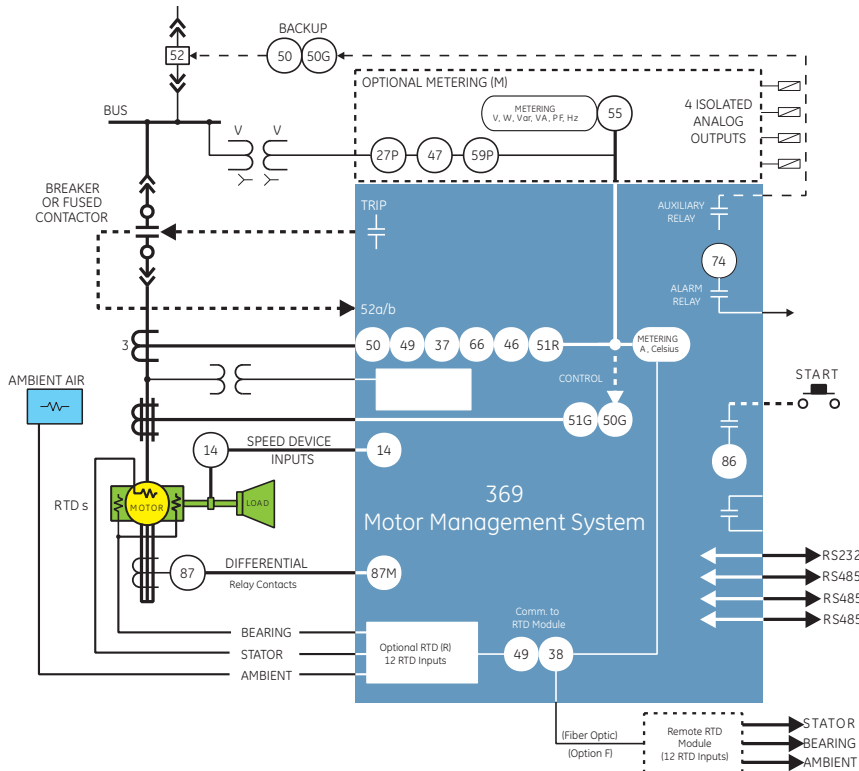 BACKUP
52
50
50G
OPTIONAL METERING (M)
METERING
V, W, Var, VA, PF, Hz
55
4 ISOLATED
ANALOG
OUTPUTS
BUS
V
V
27P
47
59P
BREAKER
OR FUSED
CONTACTOR
TRIP
AUXILIARY
RELAY
74
ALARM
RELAY
52a/b
3
50
49
37
66
46
51R
METERING
A, Celsius
CONTROL
START
AMBIENT AIR
51G
50G
14
SPEED DEVICE
INPUTS
14
86
RTDs
MOTOR
LOAD
369
Motor Management System
87
DIFFERENTIAL
Relay Contacts
87M
RS232
RS485
RS485
RS485
Comm. to
RTD Module
BEARING
STATOR
AMBIENT
Optional RTD (R)
12 RTD Inputs
49
38
(Fiber Optic)
(Option F)
Remote RTD
Module
(12 RTD Inputs)
STATOR
BEARING
AMBIENT